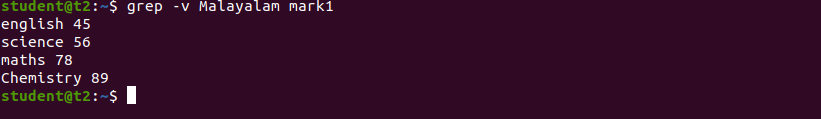 student@t2:~$ grep -v Malayalam mark1
english 45
science 56
maths 78
Chemistry 89
student@t2:~$